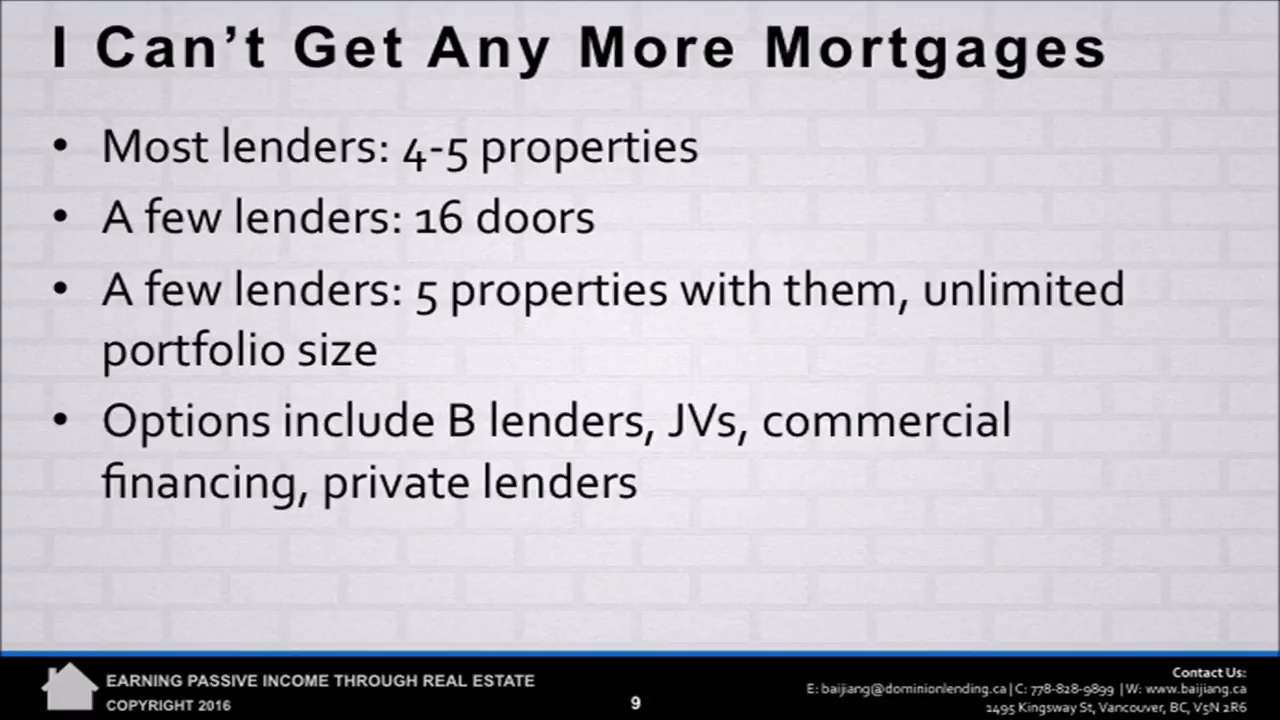 I Can't Get Any More Mortgages
• Most lenders: 4-5 properties
• A few lenders: 16 doors
• A few lenders: 5 properties with them, unlimited
portfolio size
• Options include B lenders, JVs, commercial
financing, private lenders
EARNING PASSIVE INCOME THROUGH REAL ESTATE
COPYRIGHT 2016
9
Contact Us:
E: baijiang@dominionlending.ca | C: 778-828-9899 | W: www.baijiang.ca
1495 Kingsway St, Vancouver, BC, V5N 2R6